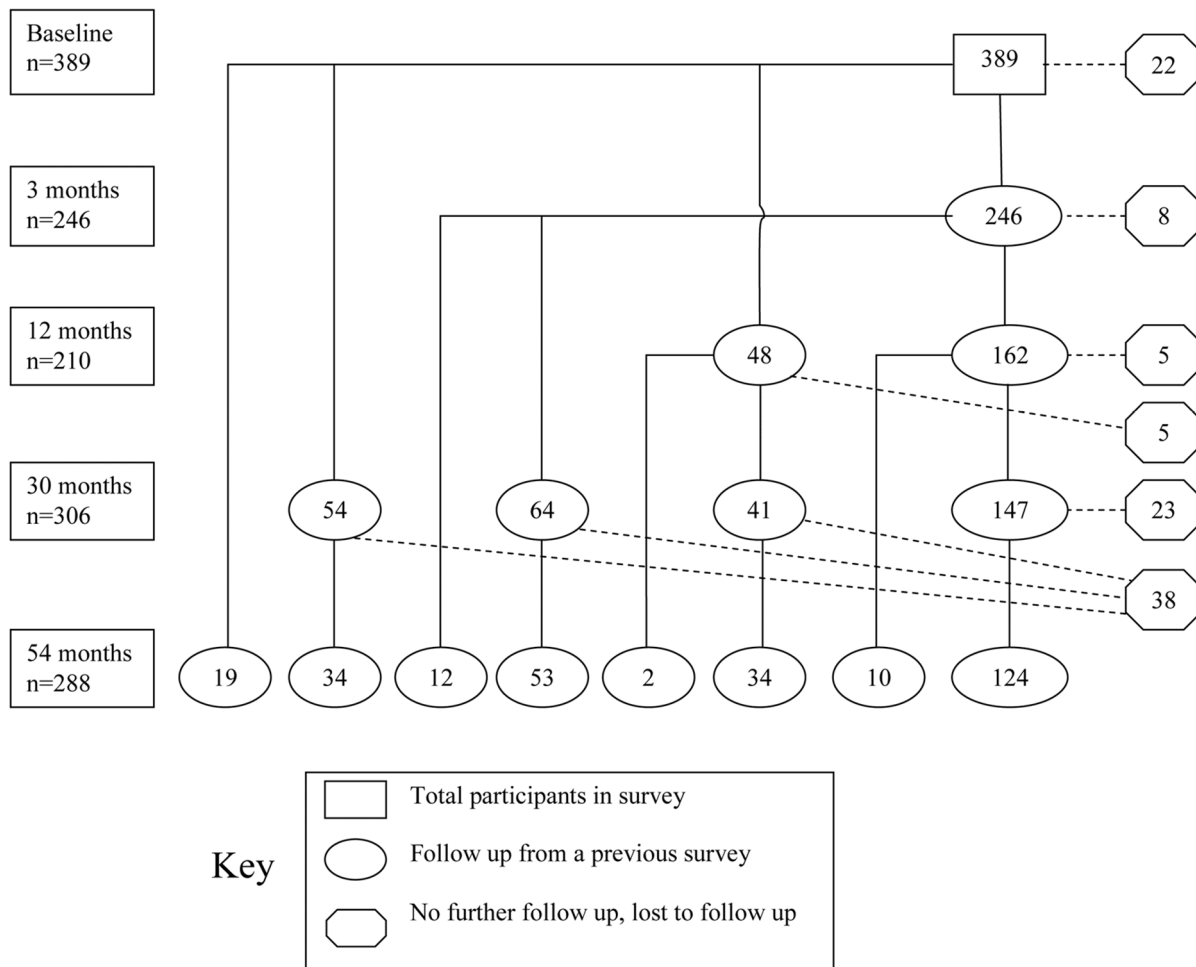 Baseline
n=389
389
22
3 months
n=246
246
8
12 months
n=210
48
162
5
5
30 months
n=306
54
64
41
147
23
38
54 months
n=288
19
34
12
53
2
34
10
124
Key
Total participants in survey
Follow up from a previous survey
No further follow up, lost to follow up